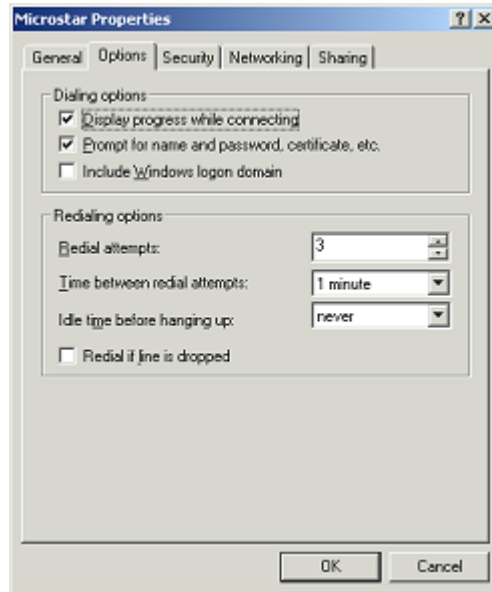 Microstar Properties
General Options Security Networking Sharing
Dialing options
Display progress while connecting
Prompt for name and password, certificate, etc.
Include Windows logon domain
Redialing options
Redial attempts: 3
Time between redial attempts: 1 minute
Idle time before hanging up: never
Redial if line is dropped
OK Cancel